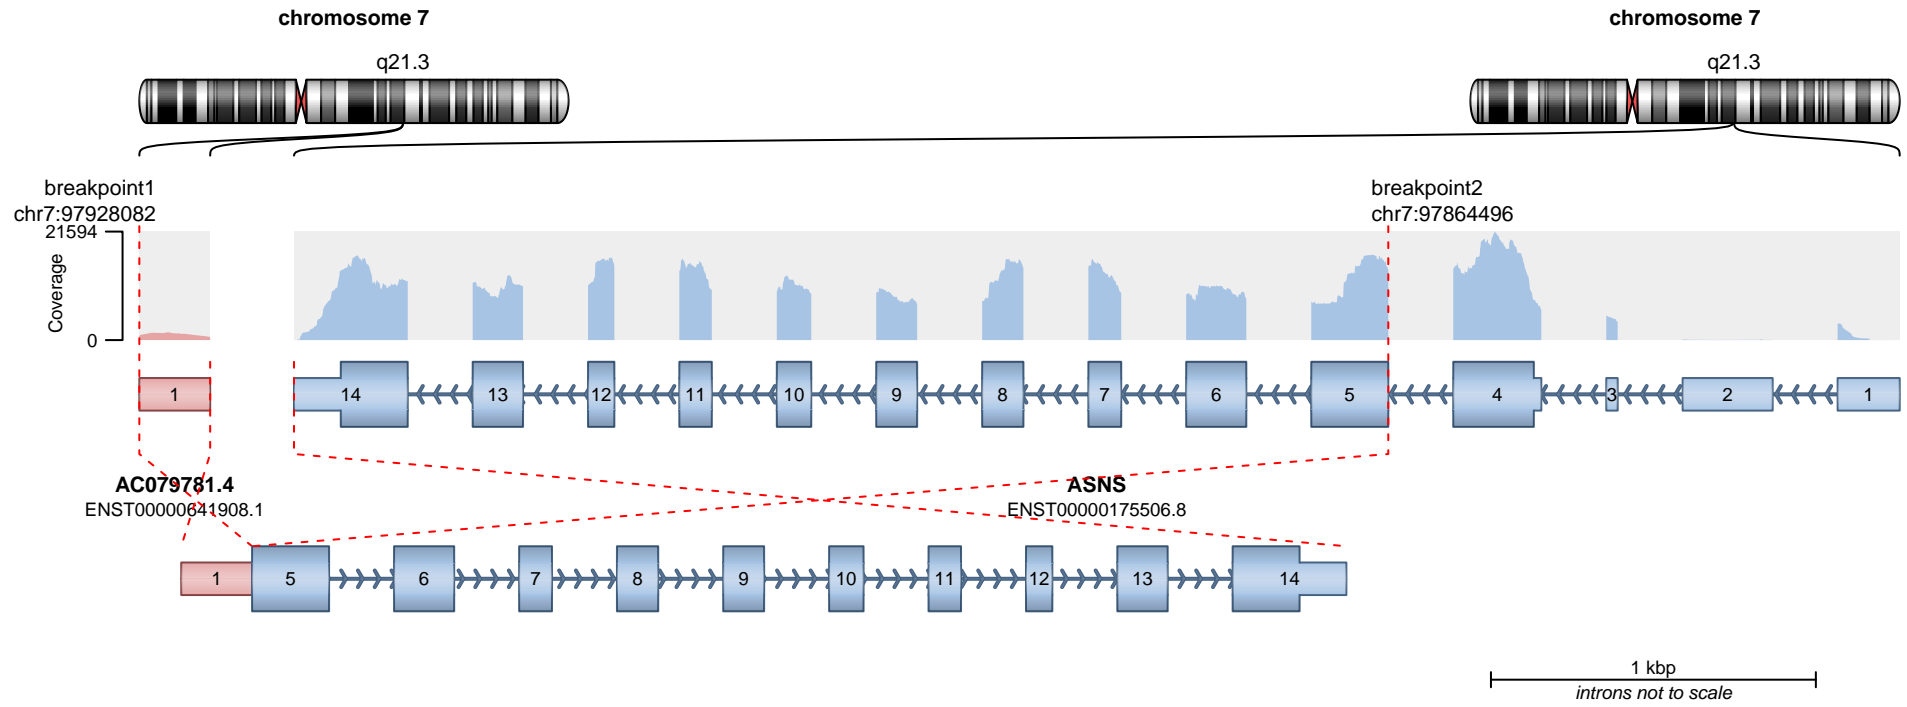 chromosome 7
chromosome 7
q21.3
q21.3
breakpoint1
chr7:97928082
breakpoint2
chr7:97864496
21594
Coverage
0
1 14 13 12 11 10 9 8 7 6 5 4 3 2 1
AC079781.4
ENST00000641908.1
ASNS
ENST00000175506.8
1 5 6 7 8 9 10 11 12 13 14
1 kbp
introns not to scale